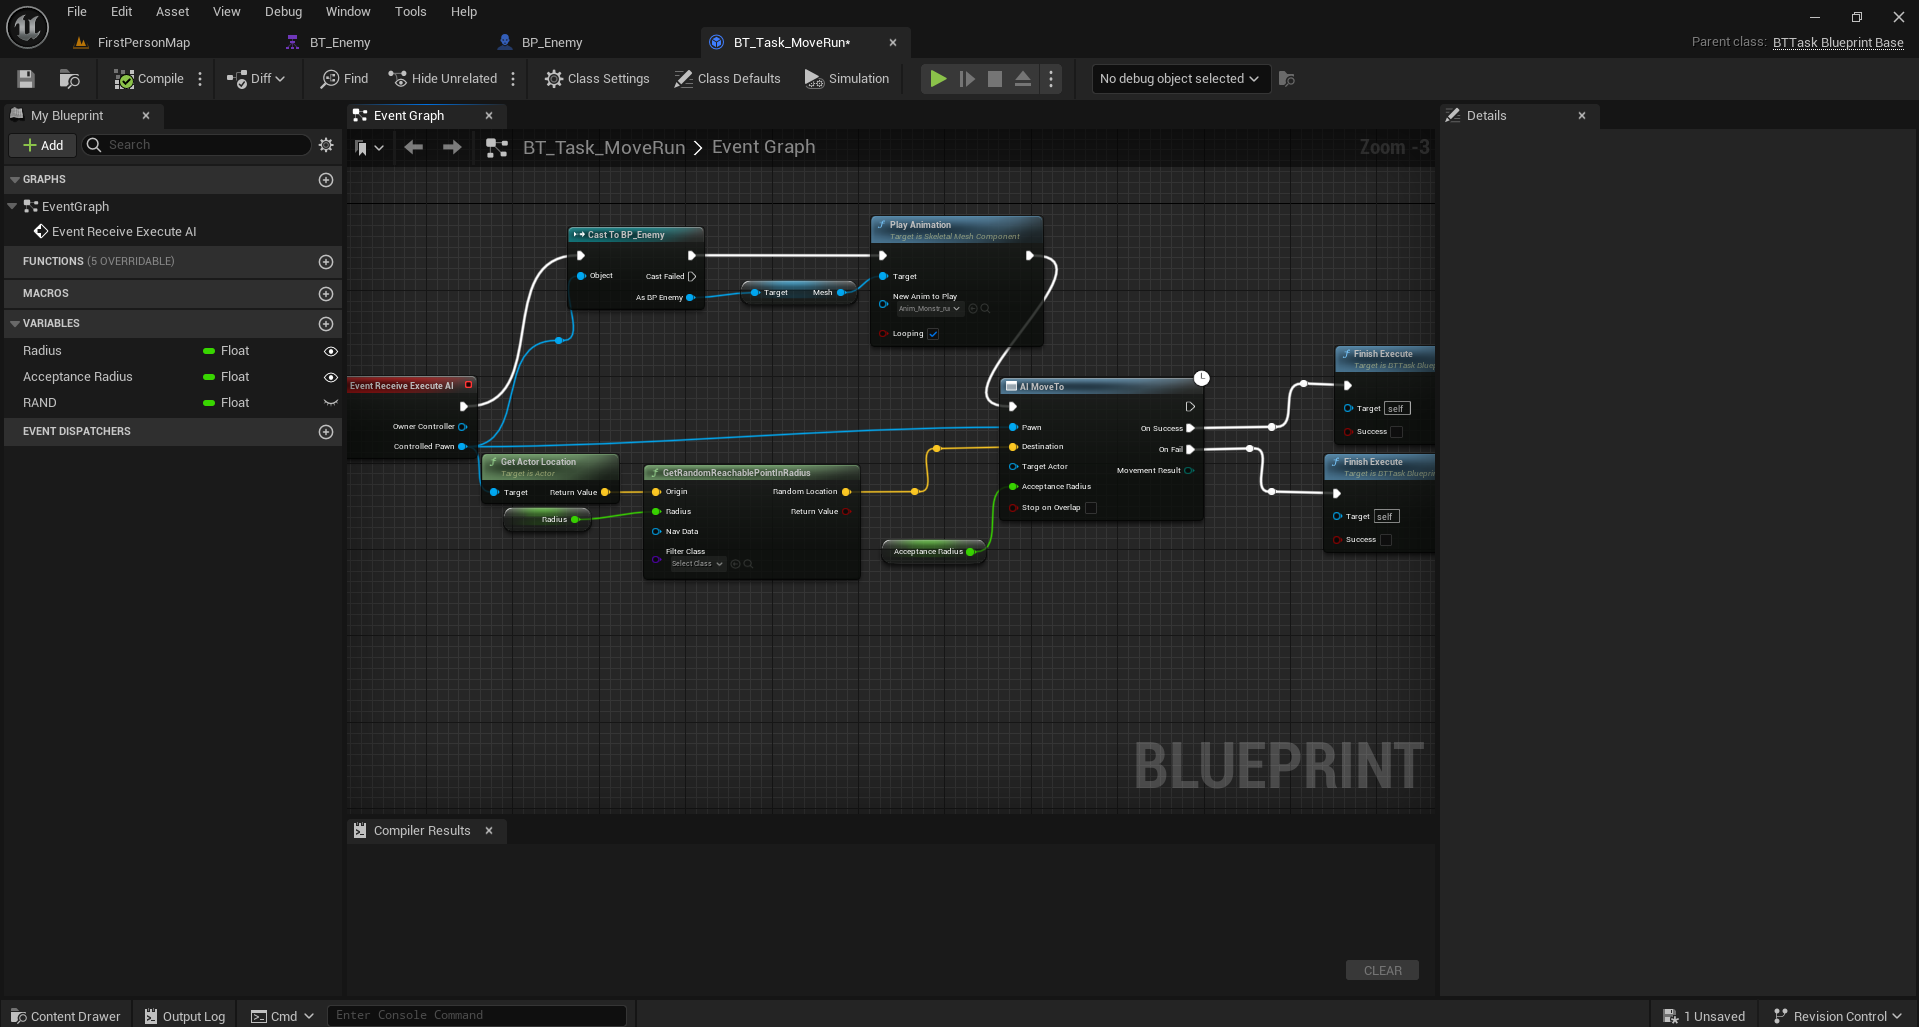 File Edit Asset View Debug Window Tools Help
FirstPersonMap
BT_Enemy
BP_Enemy
BT_Task_MoveRun*
Parent class: BTTask Blueprint Base
Compile
Diff
Find
Hide Unrelated
Class Settings
Class Defaults
Simulation
No debug object selected
My Blueprint
Add
Search
GRAPHS
EventGraph
Event Receive Execute AI
FUNCTIONS (5 OVERRIDABLE)
MACROS
VARIABLES
Radius Float
Acceptance Radius Float
RAND Float
EVENT DISPATCHERS
Event Graph
BT_Task_MoveRun > Event Graph
Zoom -3
Cast To BP_Enemy
Object
Cast Failed
As BP Enemy
Target Mesh
Play Animation
Target is Skeletal Mesh Component
Target
New Anim to Play
Looping
Event Receive Execute AI
Owner Controller
Controlled Pawn
Get Actor Location
Target is Actor
Target Return Value
Radius
GetRandomReachablePointInRadius
Origin Random Location
Radius Return Value
Nav Data
Filter Class
Select Class
Acceptance Radius
AI MoveTo
Pawn On Success
Destination On Fail
Target Actor Movement Result
Acceptance Radius
Stop on Overlap
Finish Execute
Target is BTTask Bluep
Target self
Success
Finish Execute
Target is BTTask Blueprin
Target self
Success
BLUEPRINT
Compiler Results
CLEAR
Details
Content Drawer
Output Log
Cmd
Enter Console Command
1 Unsaved
Revision Control